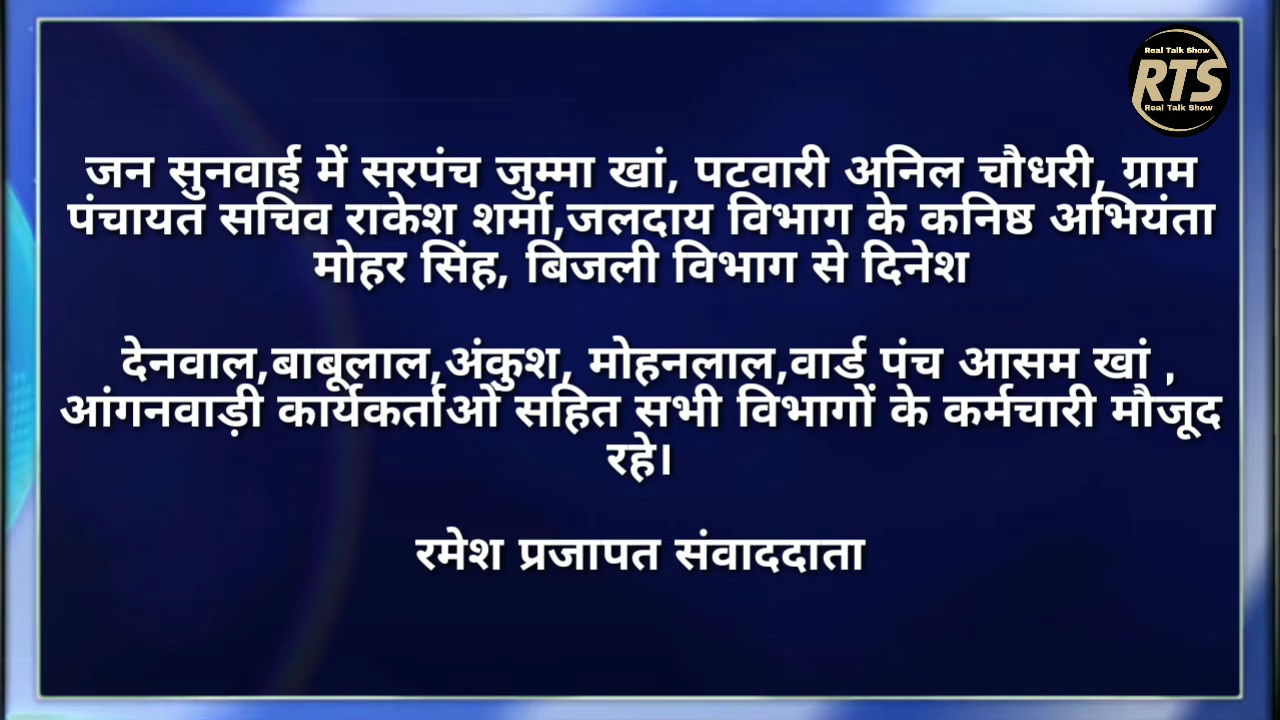 Real Talk Show
RTS
Real Talk Show
जन सुनवाई में सरपंच जुम्मा खां, पटवारी अनिल चौधरी, ग्राम
पंचायत सचिव राकेश शर्मा,जलदाय विभाग के कनिष्ठ अभियंता
मोहर सिंह, बिजली विभाग से दिनेश
देनवाल,बाबूलाल,अंकुश, मोहनलाल,वार्ड पंच आसम खां ,
आंगनवाड़ी कार्यकर्ताओं सहित सभी विभागों के कर्मचारी मौजूद
रहे।
रमेश प्रजापत संवाददाता